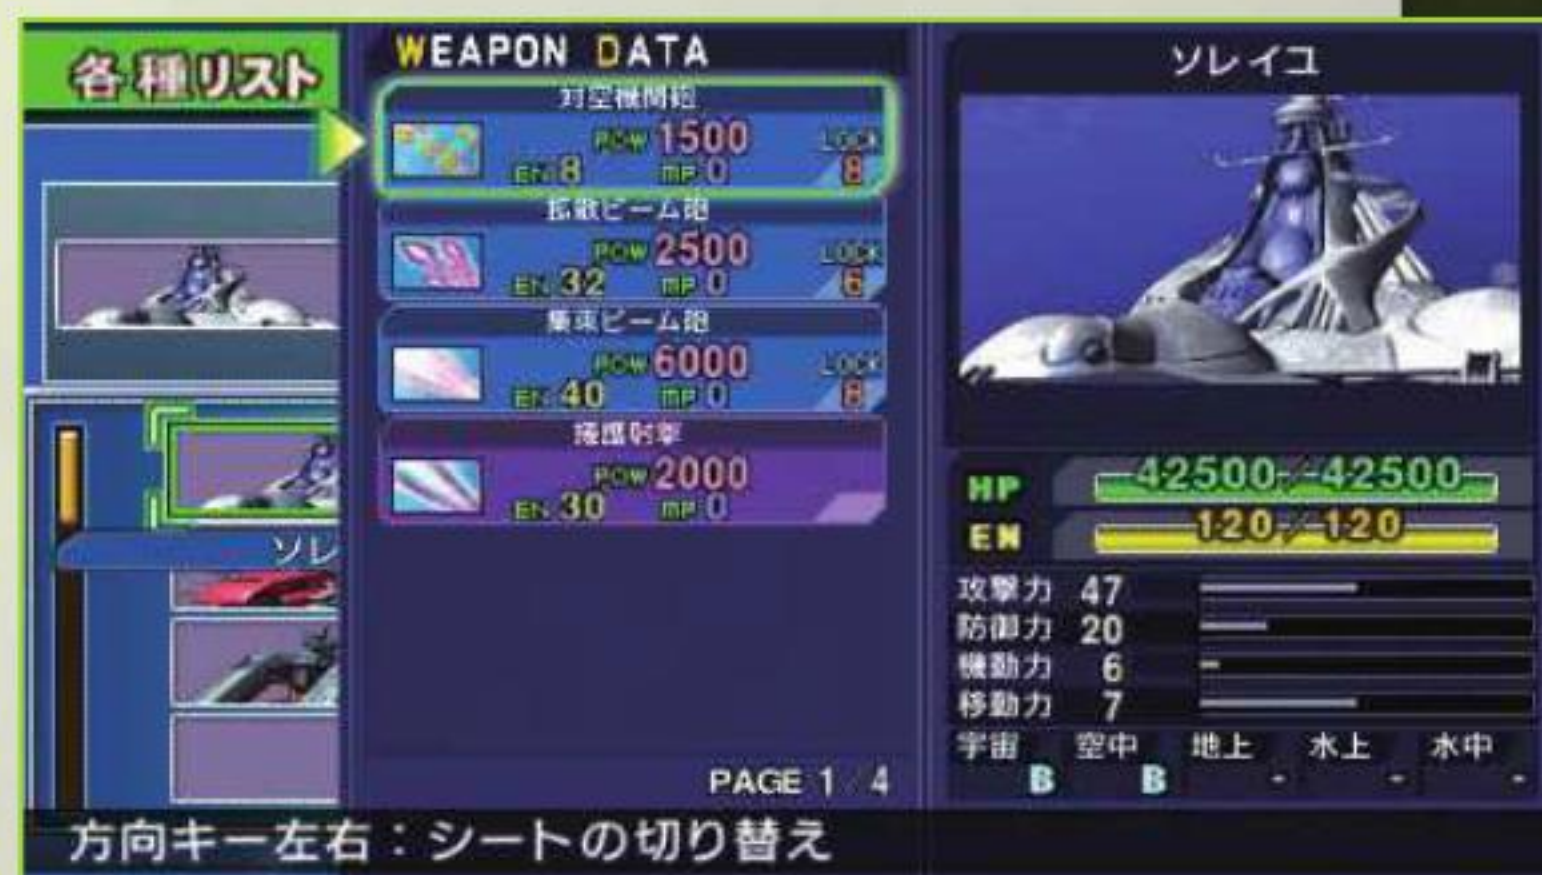 各種リスト
WEAPON DATA
対空機関砲
POW 1500 LOCK
EN 8 MP 0 8
拡散ビーム砲
POW 2500 LOCK
EN 32 MP 0 6
集束ビーム砲
POW 6000 LOCK
EN 40 MP 0 8
援護射撃
POW 2000
EN 30 MP 0
PAGE 1/4
ソレ
ソレイユ
HP 42500/42500
EN 120/120
攻撃力 47
防御力 20
機動力 6
移動力 7
宇宙 空中 地上 水上 水中
B B - - -
方向キー左右：シートの切り替え